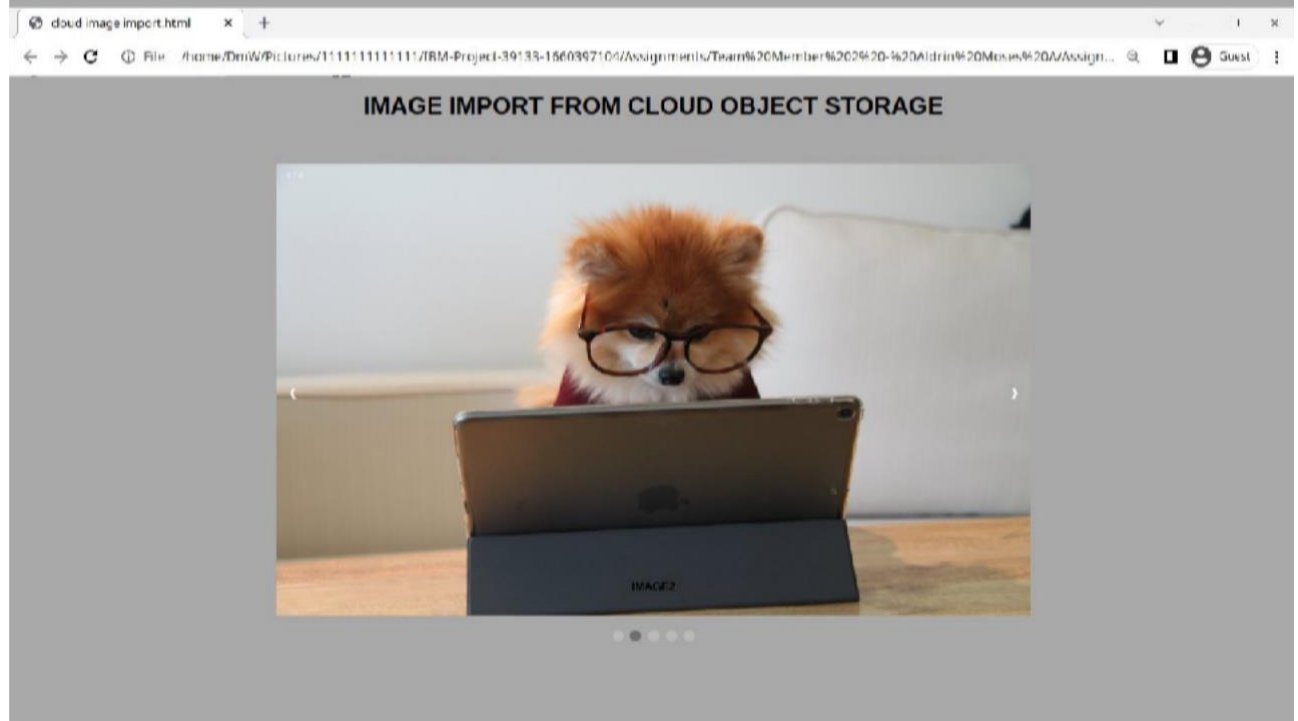 cloud image import.html
File /home/DmW/Pictures/1111111111111/IBM-Project-39133-1660397104/Assignments/Team%20Member%202%20-%20Aldrin%20Moses%20A/Assign...
Guest
IMAGE IMPORT FROM CLOUD OBJECT STORAGE
IMAGE2